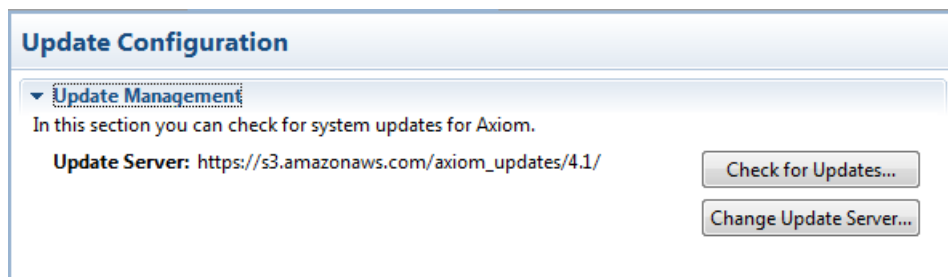 Update Configuration
Update Management
In this section you can check for system updates for Axiom.
Update Server: https://s3.amazonaws.com/axiom_updates/4.1/
Check for Updates...
Change Update Server...